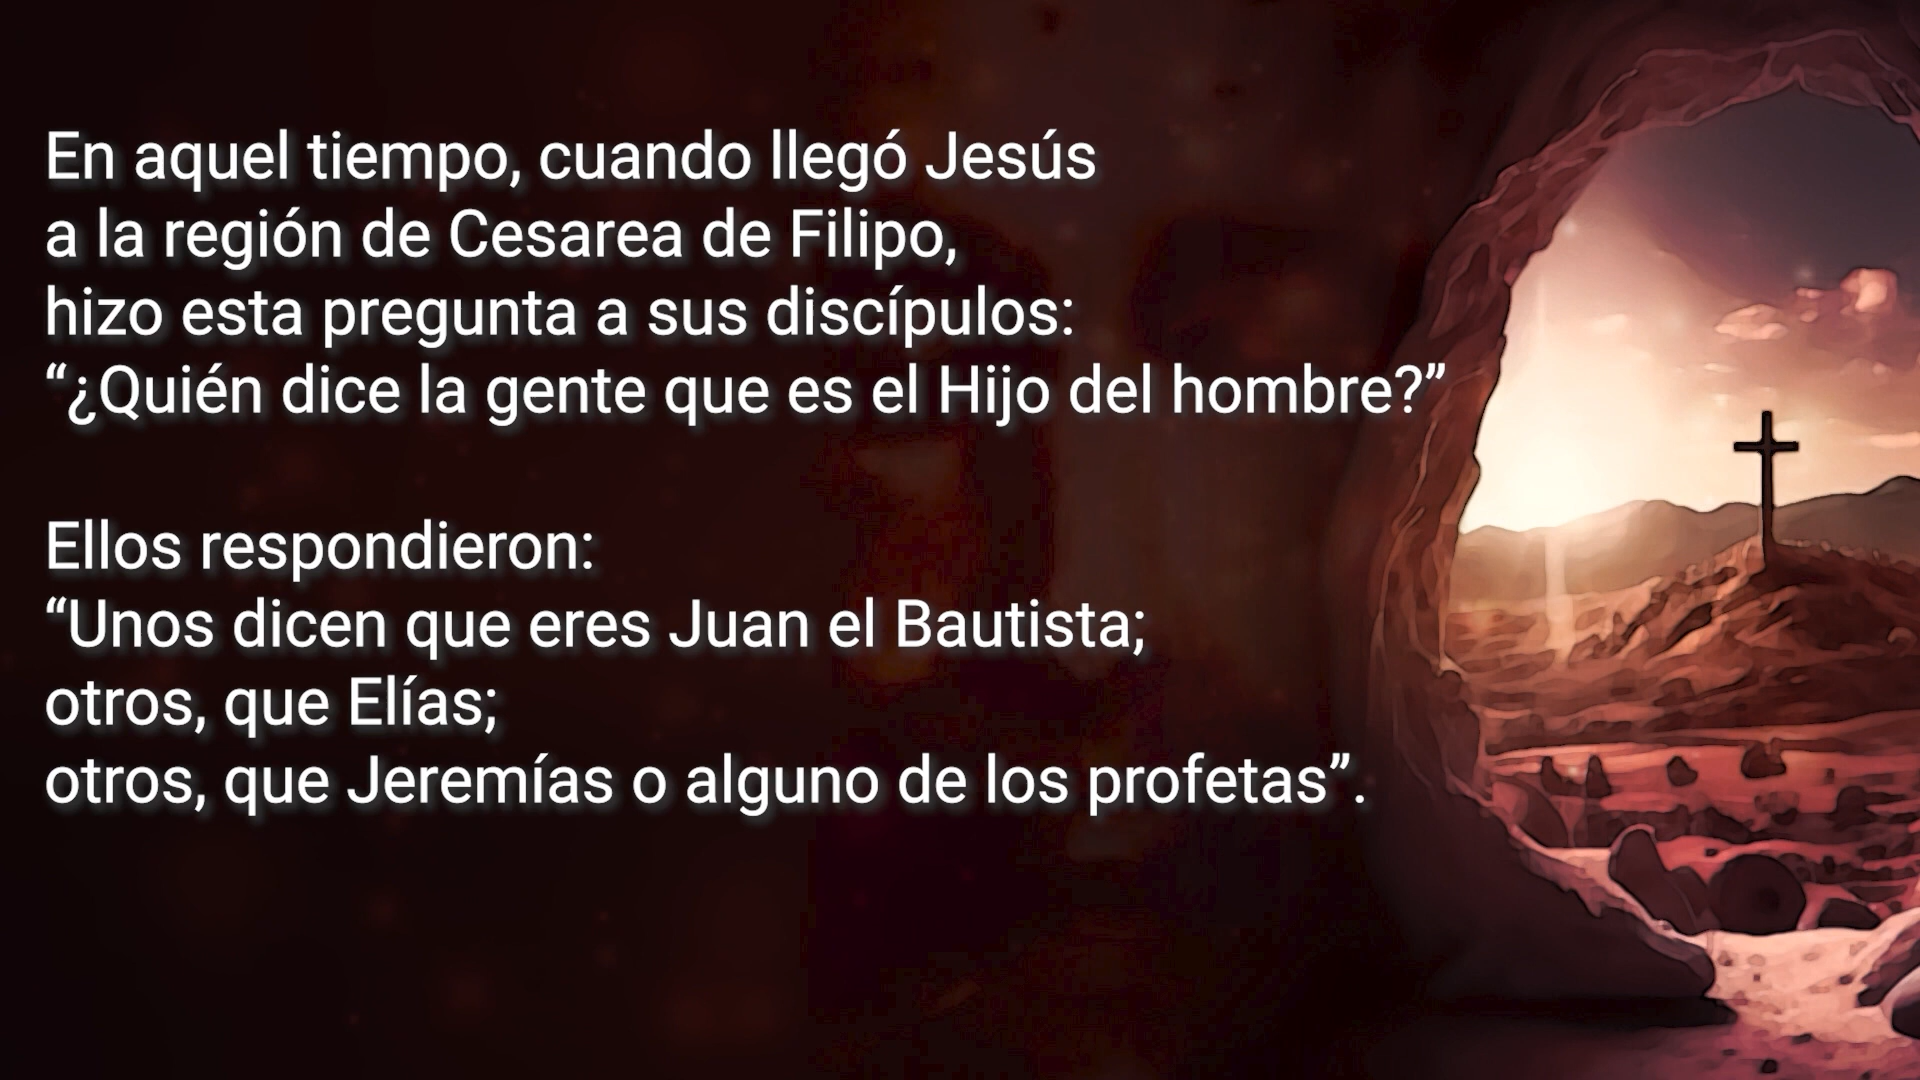 En aquel tiempo, cuando llegó Jesús
a la región de Cesarea de Filipo,
hizo esta pregunta a sus discípulos:
“¿Quién dice la gente que es el Hijo del hombre?”
Ellos respondieron:
“Unos dicen que eres Juan el Bautista;
otros, que Elías;
otros, que Jeremías o alguno de los profetas”.